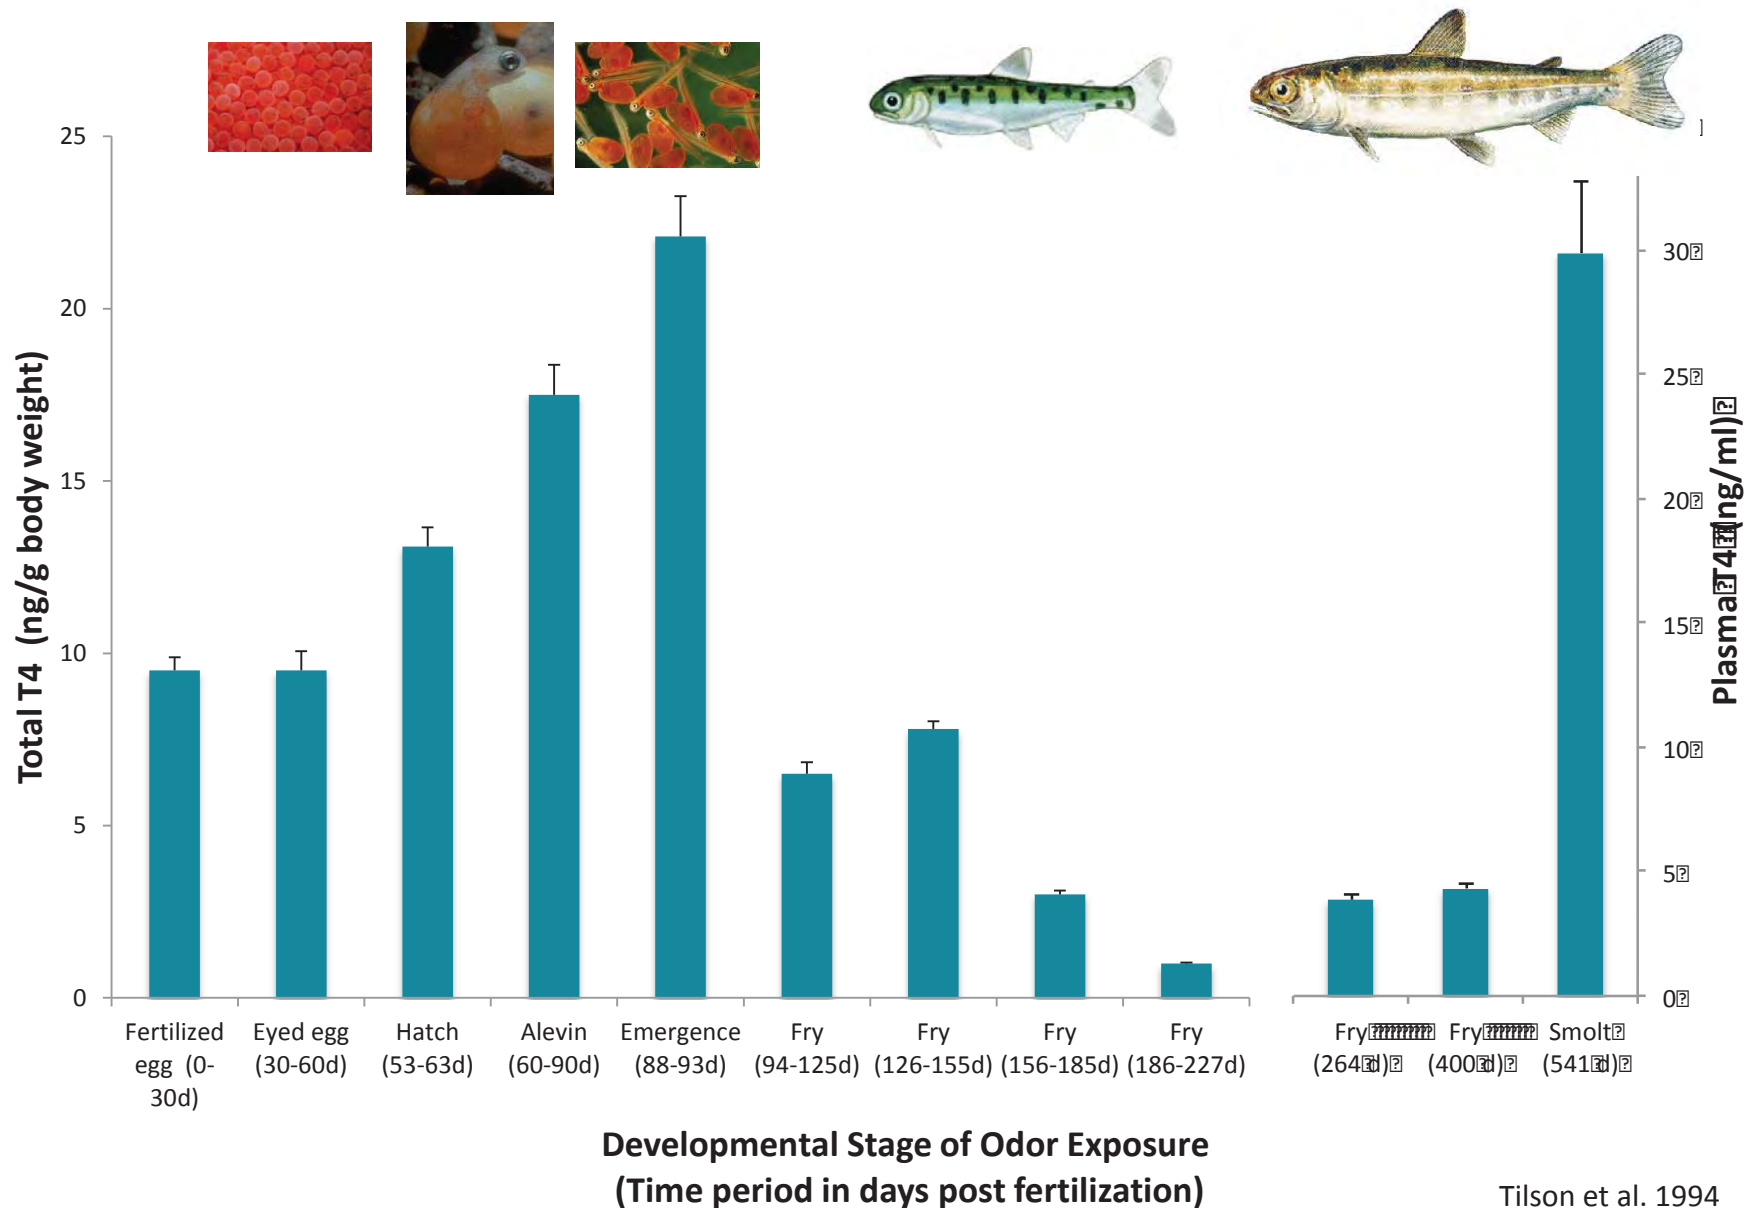 25
20
15
10
5
0
Total T4 (ng/g body weight)
30
25
20
15
10
5
0
Plasma T4 (ng/ml)
Fertilized
egg (0-
30d)
Eyed egg
(30-60d)
Hatch
(53-63d)
Alevin
(60-90d)
Emergence
(88-93d)
Fry
(94-125d)
Fry
(126-155d)
Fry
(156-185d)
Fry
(186-227d)
Fry
(264 d)
Fry
(400 d)
Smolt
(541 d)
Developmental Stage of Odor Exposure
(Time period in days post fertilization)
Tilson et al. 1994